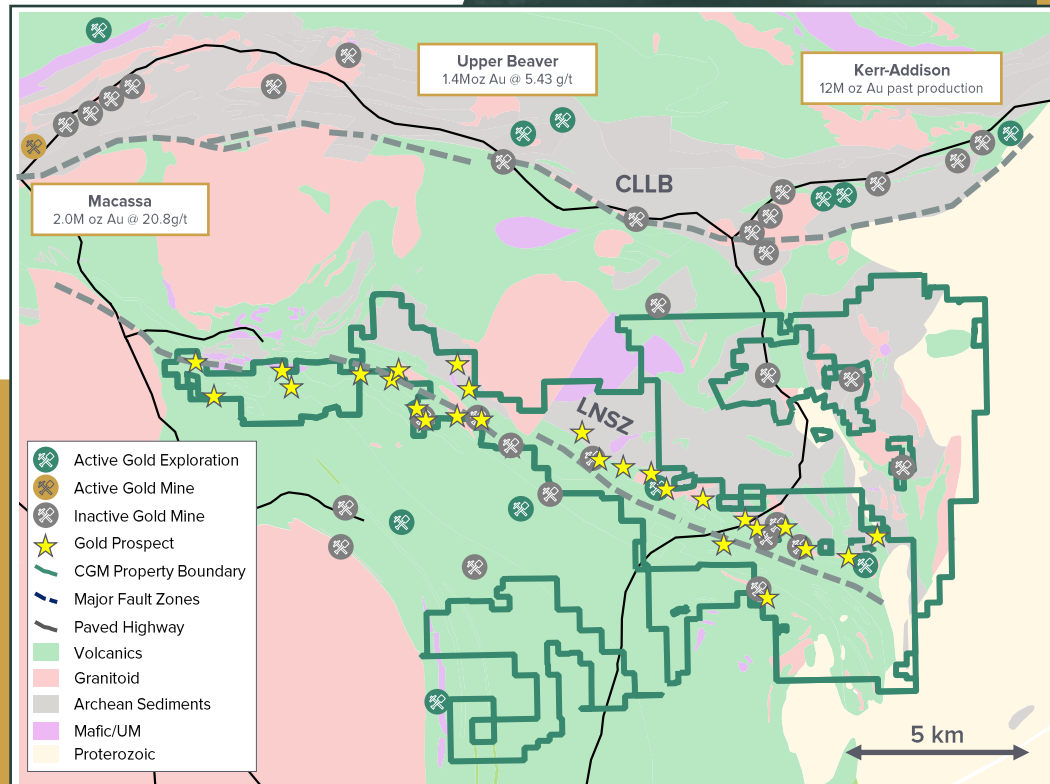 Upper Beaver
1.4Moz Au @ 5.43 g/t
Kerr-Addison
12M oz Au past production
CLLB
Macassa
2.0M oz Au @ 20.8g/t
LNSZ
Active Gold Exploration
Active Gold Mine
Inactive Gold Mine
Gold Prospect
CGM Property Boundary
Major Fault Zones
Paved Highway
Volcanics
Granitoid
Archean Sediments
Mafic/UM
Proterozoic
5 km